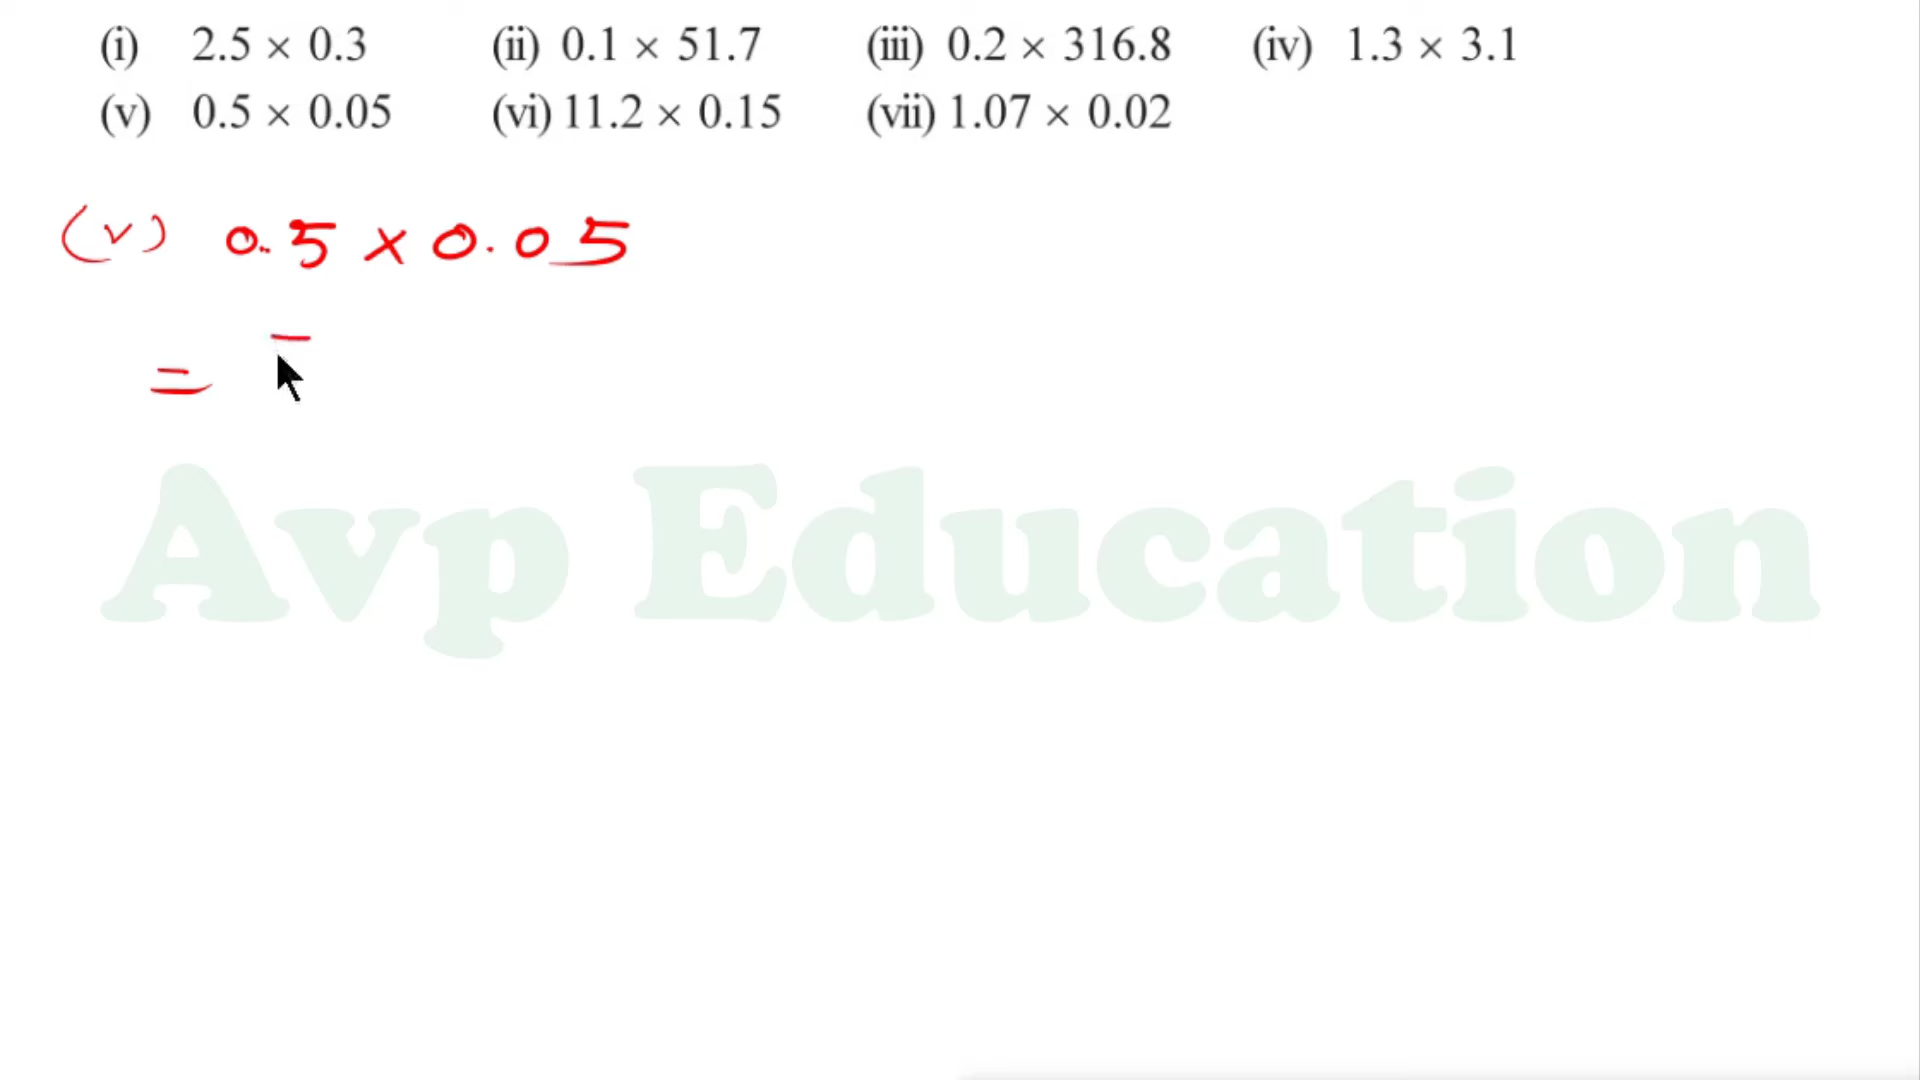 (i) 2.5 × 0.3 (ii) 0.1 × 51.7 (iii) 0.2 × 316.8 (iv) 1.3 × 3.1
(v) 0.5 × 0.05 (vi) 11.2 × 0.15 (vii) 1.07 × 0.02
(v) 0.5 × 0.05
=
Avp Education